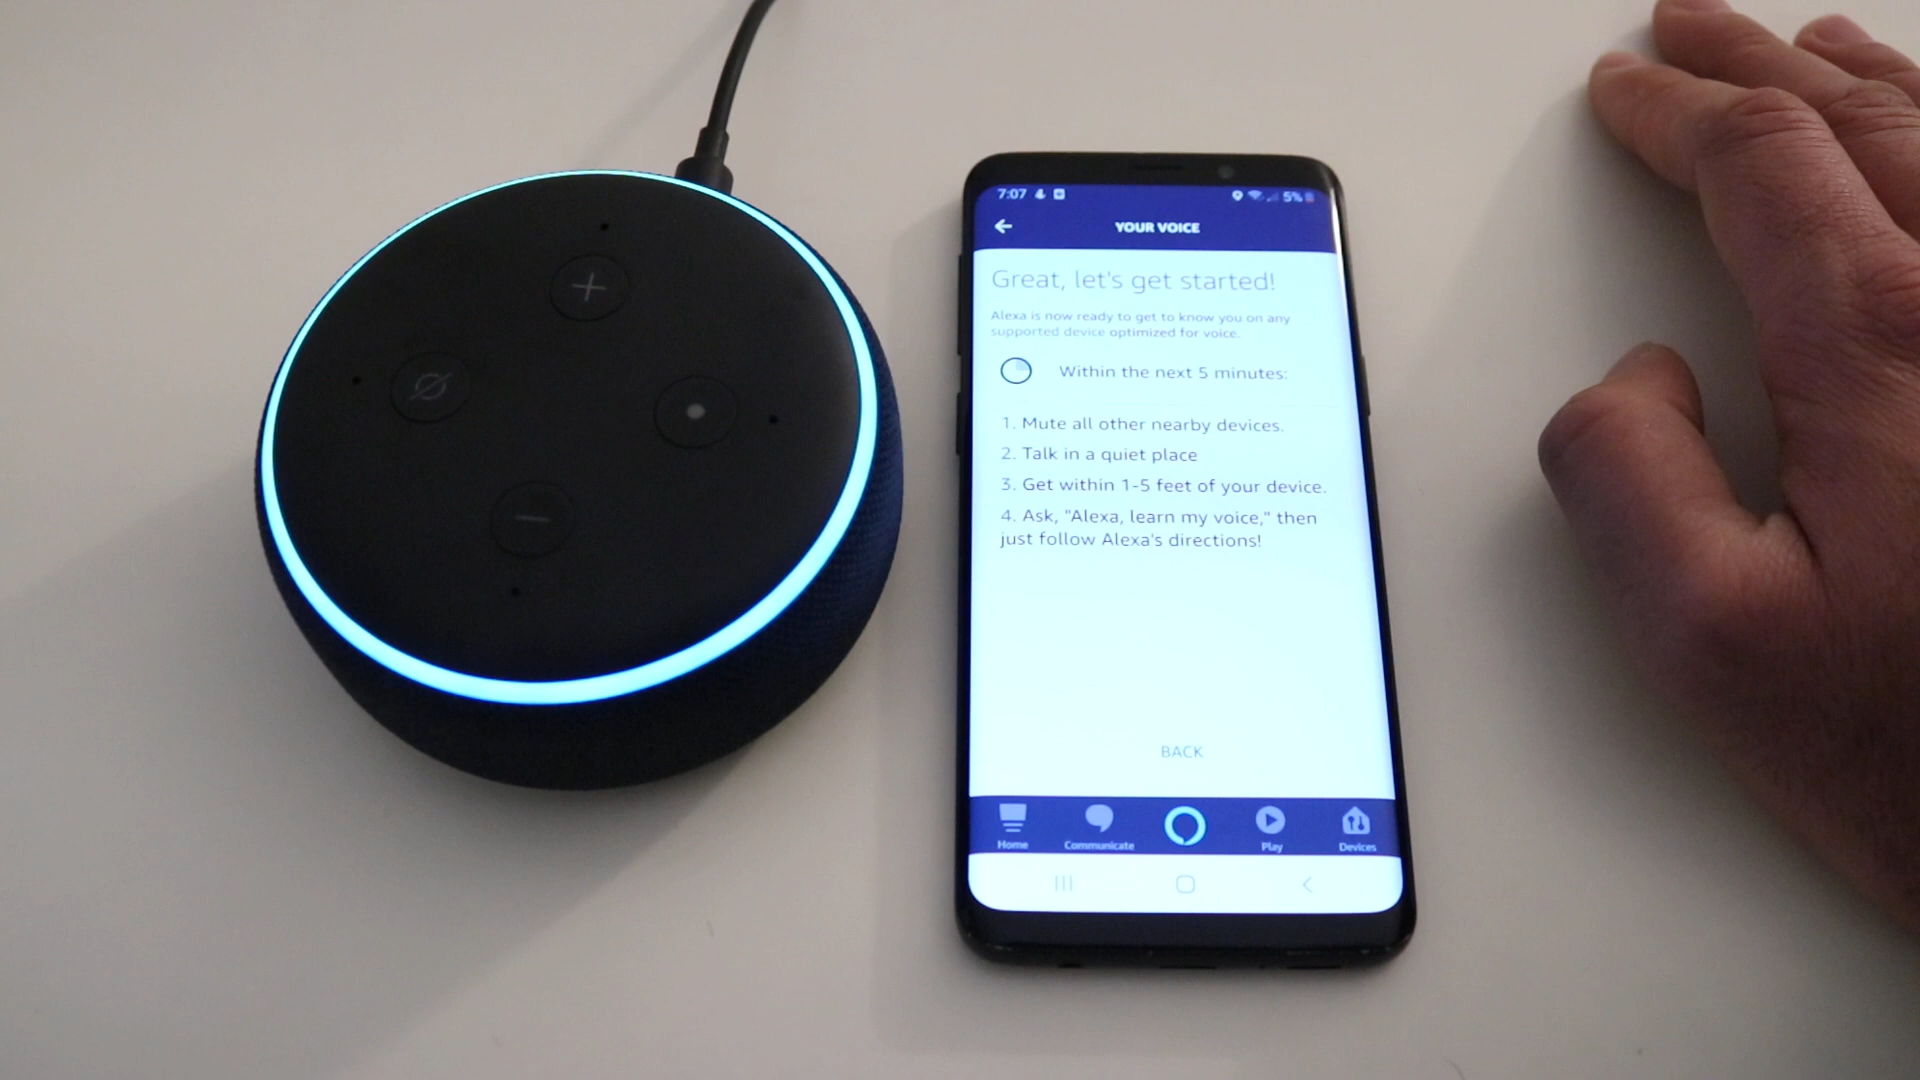 7:07 5%
YOUR VOICE
Great, let's get started!
Alexa is now ready to get to know you on any
supported device optimized for voice.
Within the next 5 minutes:
1. Mute all other nearby devices.
2. Talk in a quiet place
3. Get within 1-5 feet of your device.
4. Ask, "Alexa, learn my voice," then
just follow Alexa's directions!
BACK
Home Communicate Play Devices